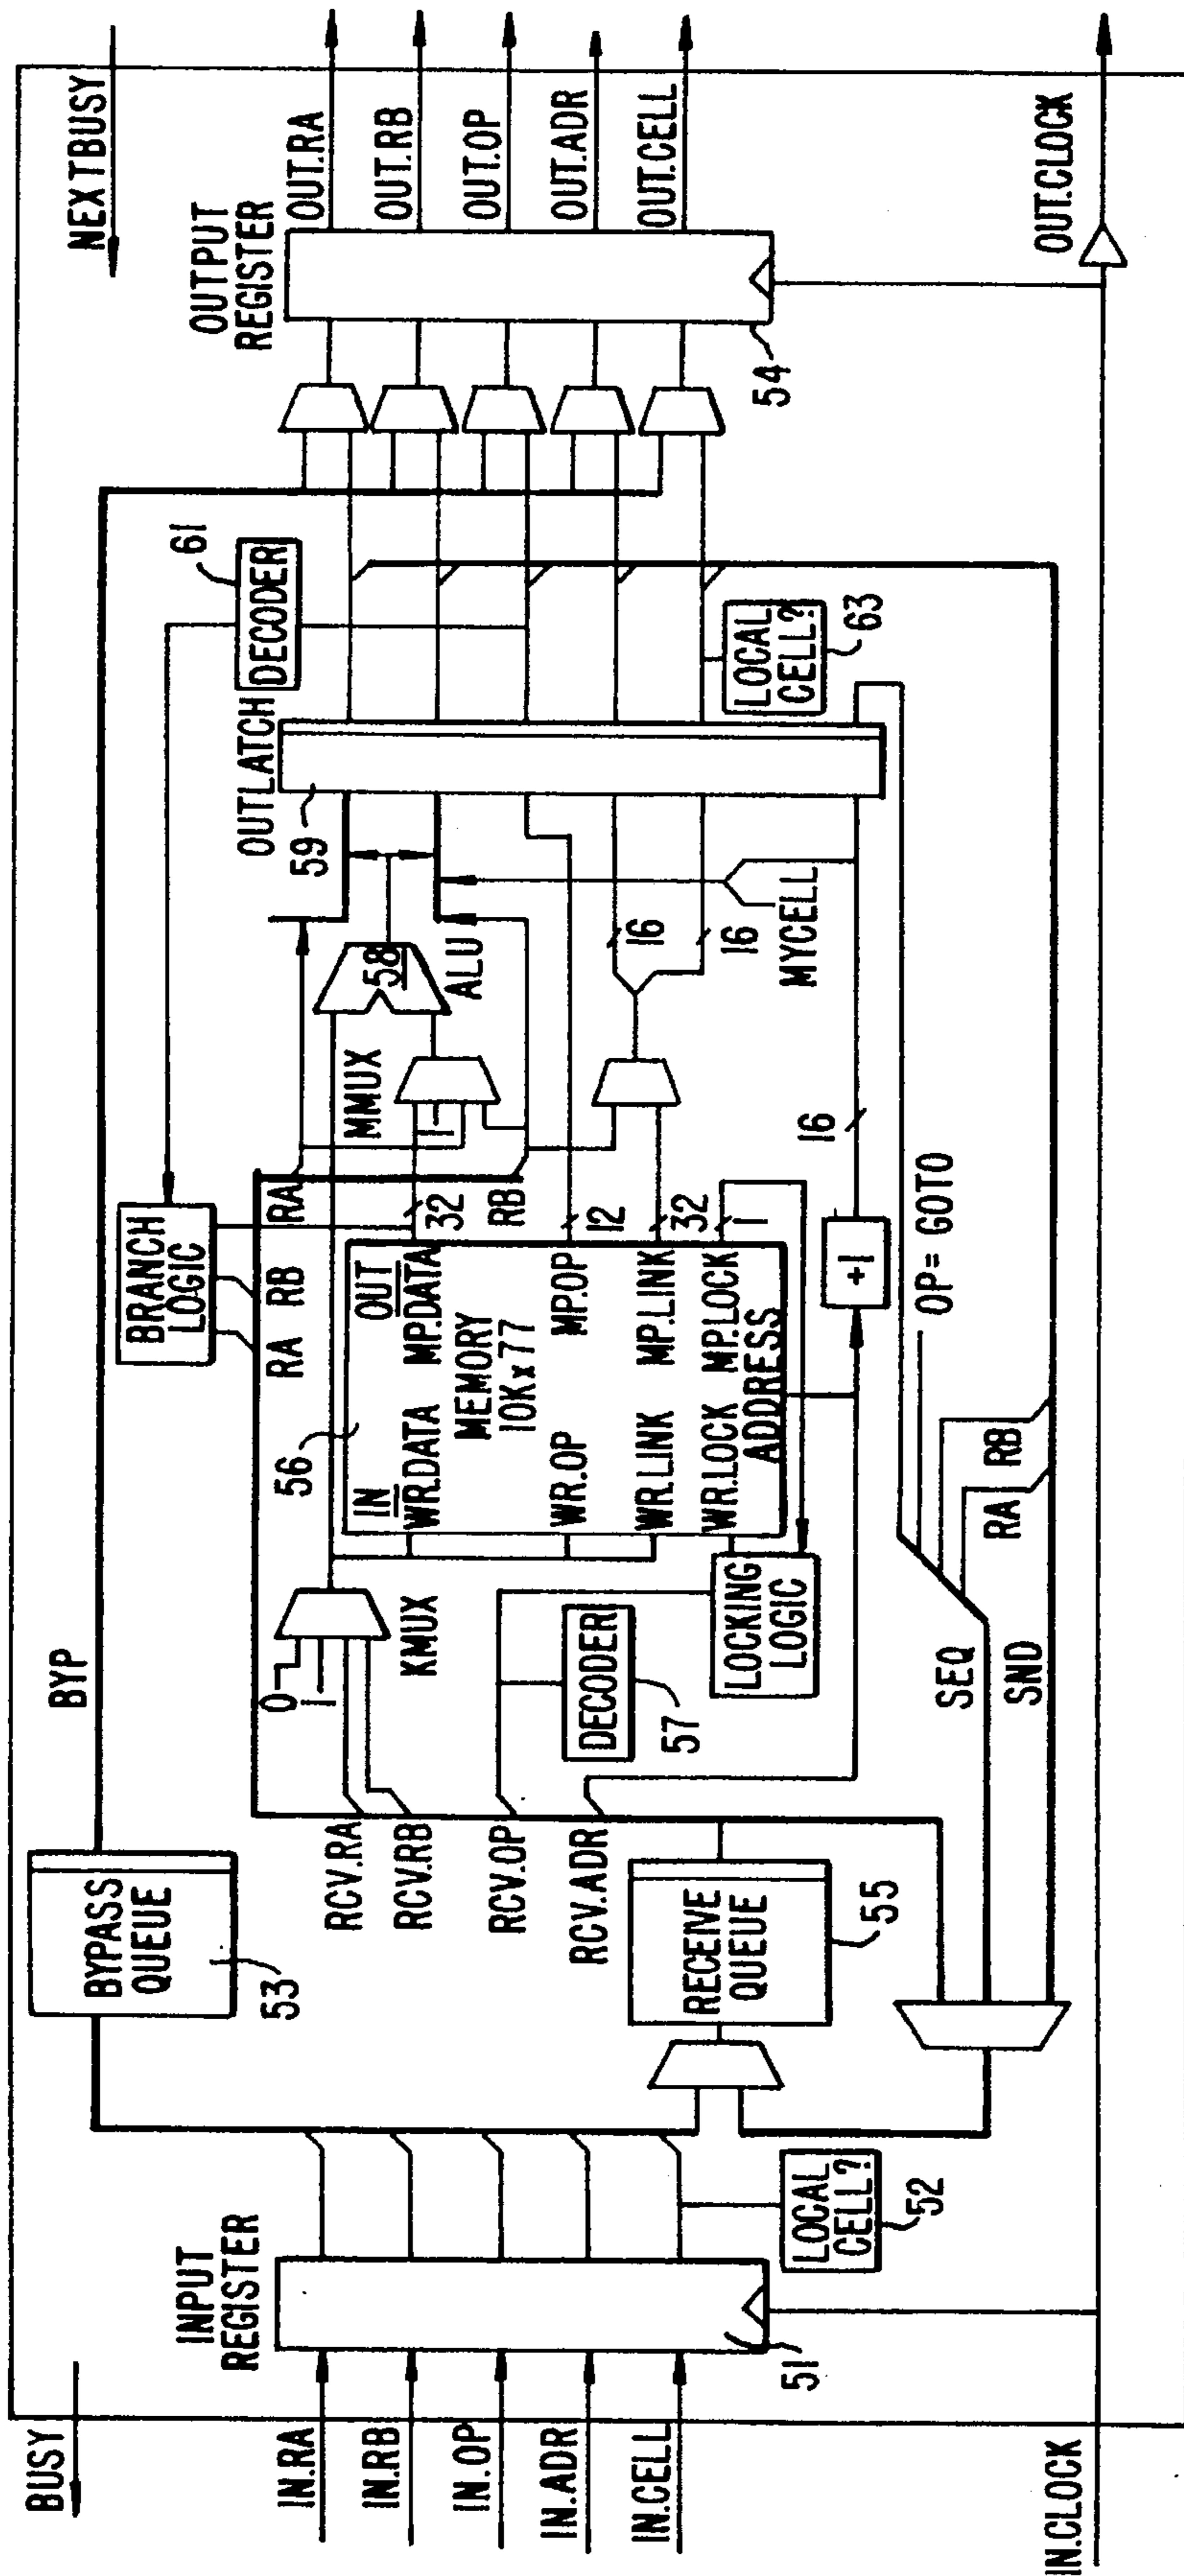 BUSY
NEXTBUSY
IN.RA
IN.RB
IN.OP
IN.ADR
IN.CELL
IN.CLOCK
INPUT
REGISTER
51
LOCAL
CELL?
52
BYPASS
QUEUE
53
BYP
RCV.RA
RCV.RB
RCV.OP
RCV.ADR
RECEIVE
QUEUE
55
0
1
KMUX
DECODER
57
LOCKING
LOGIC
BRANCH
LOGIC
RA
RB
RA
56
IN
OUT
WR.DATA
MP.DATA
MEMORY
10K x 77
WR.OP
MP.OP
WR.LINK
MP.LINK
WR.LOCK
MP.LOCK
ADDRESS
32
RB
12
32
1
MMUX
1
58
ALU
+1
16
16
16
MYCELL
OUTLATCH
59
DECODER
61
LOCAL
CELL?
63
OP= GOTO
RA
RB
SEQ
SND
OUTPUT
REGISTER
54
OUT.RA
OUT.RB
OUT.OP
OUT.ADR
OUT.CELL
OUT.CLOCK